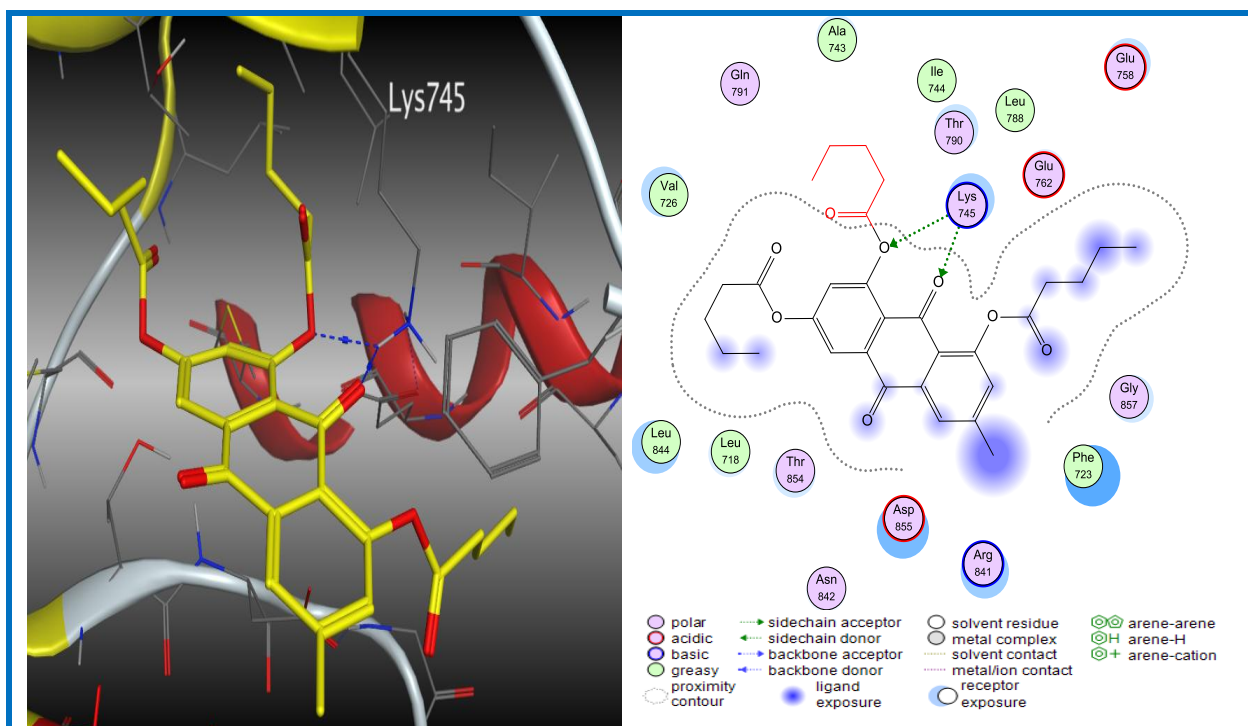 Lys745
Ala
743
Glu
758
Gln
791
Ile
744
Leu
788
Thr
790
Glu
762
Val
726
Lys
745
O
O
O
O
O
O
O
O
Gly
857
Leu
844
Leu
718
Thr
854
Phe
723
Asp
855
Arg
841
Asn
842
polar
acidic
basic
greasy
proximity
contour
sidechain acceptor
sidechain donor
backbone acceptor
backbone donor
ligand
exposure
solvent residue
metal complex
solvent contact
metal/ion contact
receptor
exposure
arene-arene
H arene-H
+ arene-cation